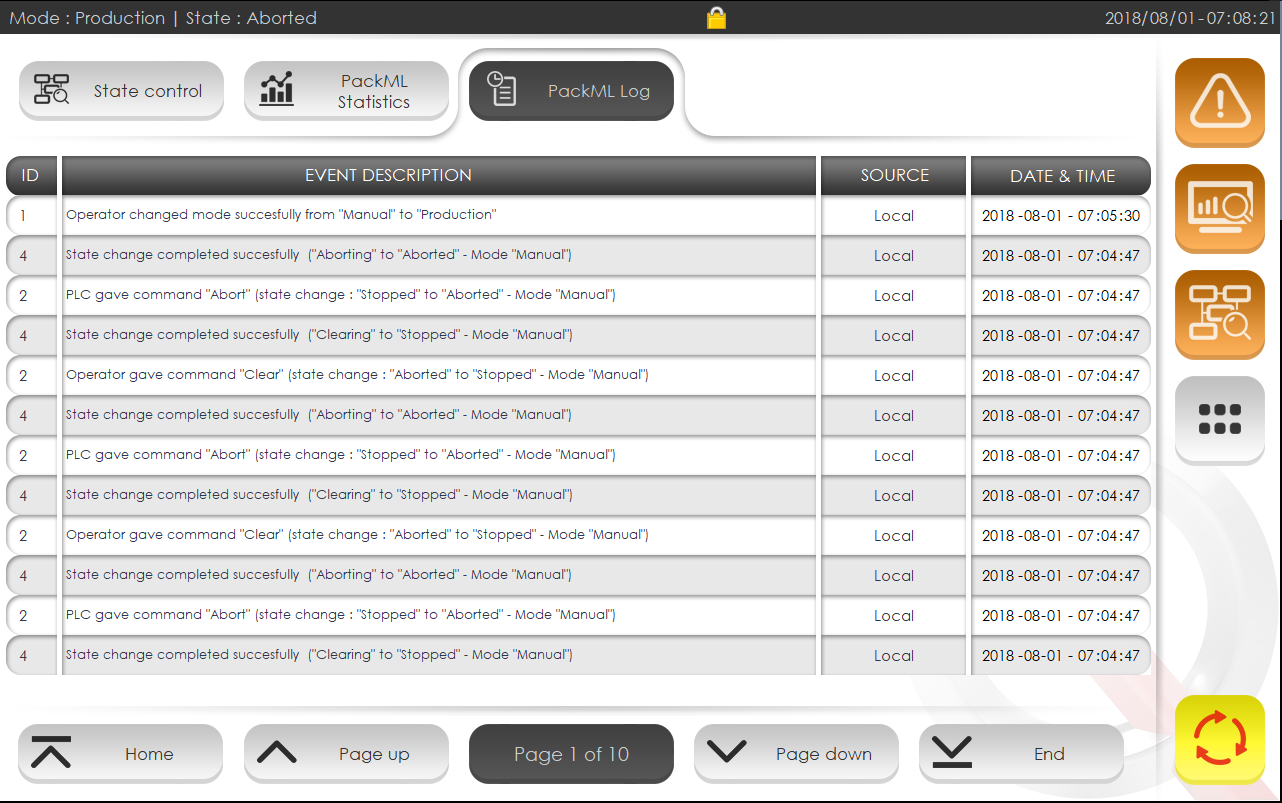 Mode : Production | State : Aborted
2018/08/01-07:08:21
State control
PackML
Statistics
PackML Log
ID EVENT DESCRIPTION SOURCE DATE & TIME
1 Operator changed mode succesfully from "Manual" to "Production" Local 2018-08-01 - 07:05:30
4 State change completed succesfully ("Aborting" to "Aborted" - Mode "Manual") Local 2018-08-01 - 07:04:47
2 PLC gave command "Abort" (state change : "Stopped" to "Aborted" - Mode "Manual") Local 2018-08-01 - 07:04:47
4 State change completed succesfully ("Clearing" to "Stopped" - Mode "Manual") Local 2018-08-01 - 07:04:47
2 Operator gave command "Clear" (state change : "Aborted" to "Stopped" - Mode "Manual") Local 2018-08-01 - 07:04:47
4 State change completed succesfully ("Aborting" to "Aborted" - Mode "Manual") Local 2018-08-01 - 07:04:47
2 PLC gave command "Abort" (state change : "Stopped" to "Aborted" - Mode "Manual") Local 2018-08-01 - 07:04:47
4 State change completed succesfully ("Clearing" to "Stopped" - Mode "Manual") Local 2018-08-01 - 07:04:47
2 Operator gave command "Clear" (state change : "Aborted" to "Stopped" - Mode "Manual") Local 2018-08-01 - 07:04:47
4 State change completed succesfully ("Aborting" to "Aborted" - Mode "Manual") Local 2018-08-01 - 07:04:47
2 PLC gave command "Abort" (state change : "Stopped" to "Aborted" - Mode "Manual") Local 2018-08-01 - 07:04:47
4 State change completed succesfully ("Clearing" to "Stopped" - Mode "Manual") Local 2018-08-01 - 07:04:47
Home
Page up
Page 1 of 10
Page down
End